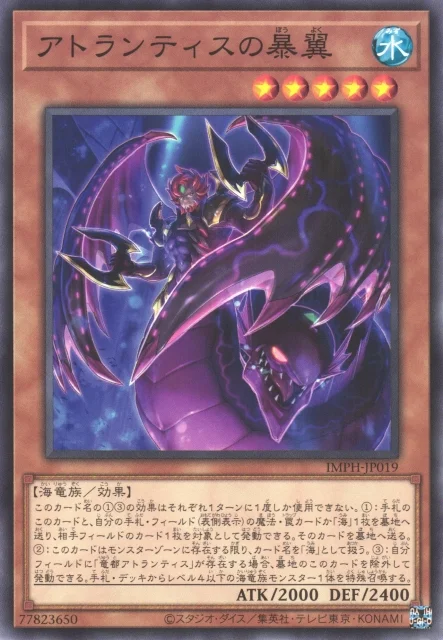 アトランティスの暴翼
水
IMPH-JP019
【海竜族/効果】
このカード名の①③の効果はそれぞれ1ターンに1度しか使用できない。①:手札の
このカードと、自分の手札・フィールド(表側表示)の魔法・罠カードか「海」1枚を墓地へ
送り、相手フィールドのカード1枚を対象として発動できる。そのカードを墓地へ送る。
②:このカードはモンスターゾーンに存在する限り、カード名を「海」として扱う。③:自分
フィールドに「竜都アトランティス」が存在する場合、墓地のこのカードを除外して
発動できる。手札・デッキからレベル4以下の海竜族モンスター1体を特殊召喚する。
ATK/2000 DEF/2400
77823650
©スタジオ・ダイス/集英社・テレビ東京・KONAMI